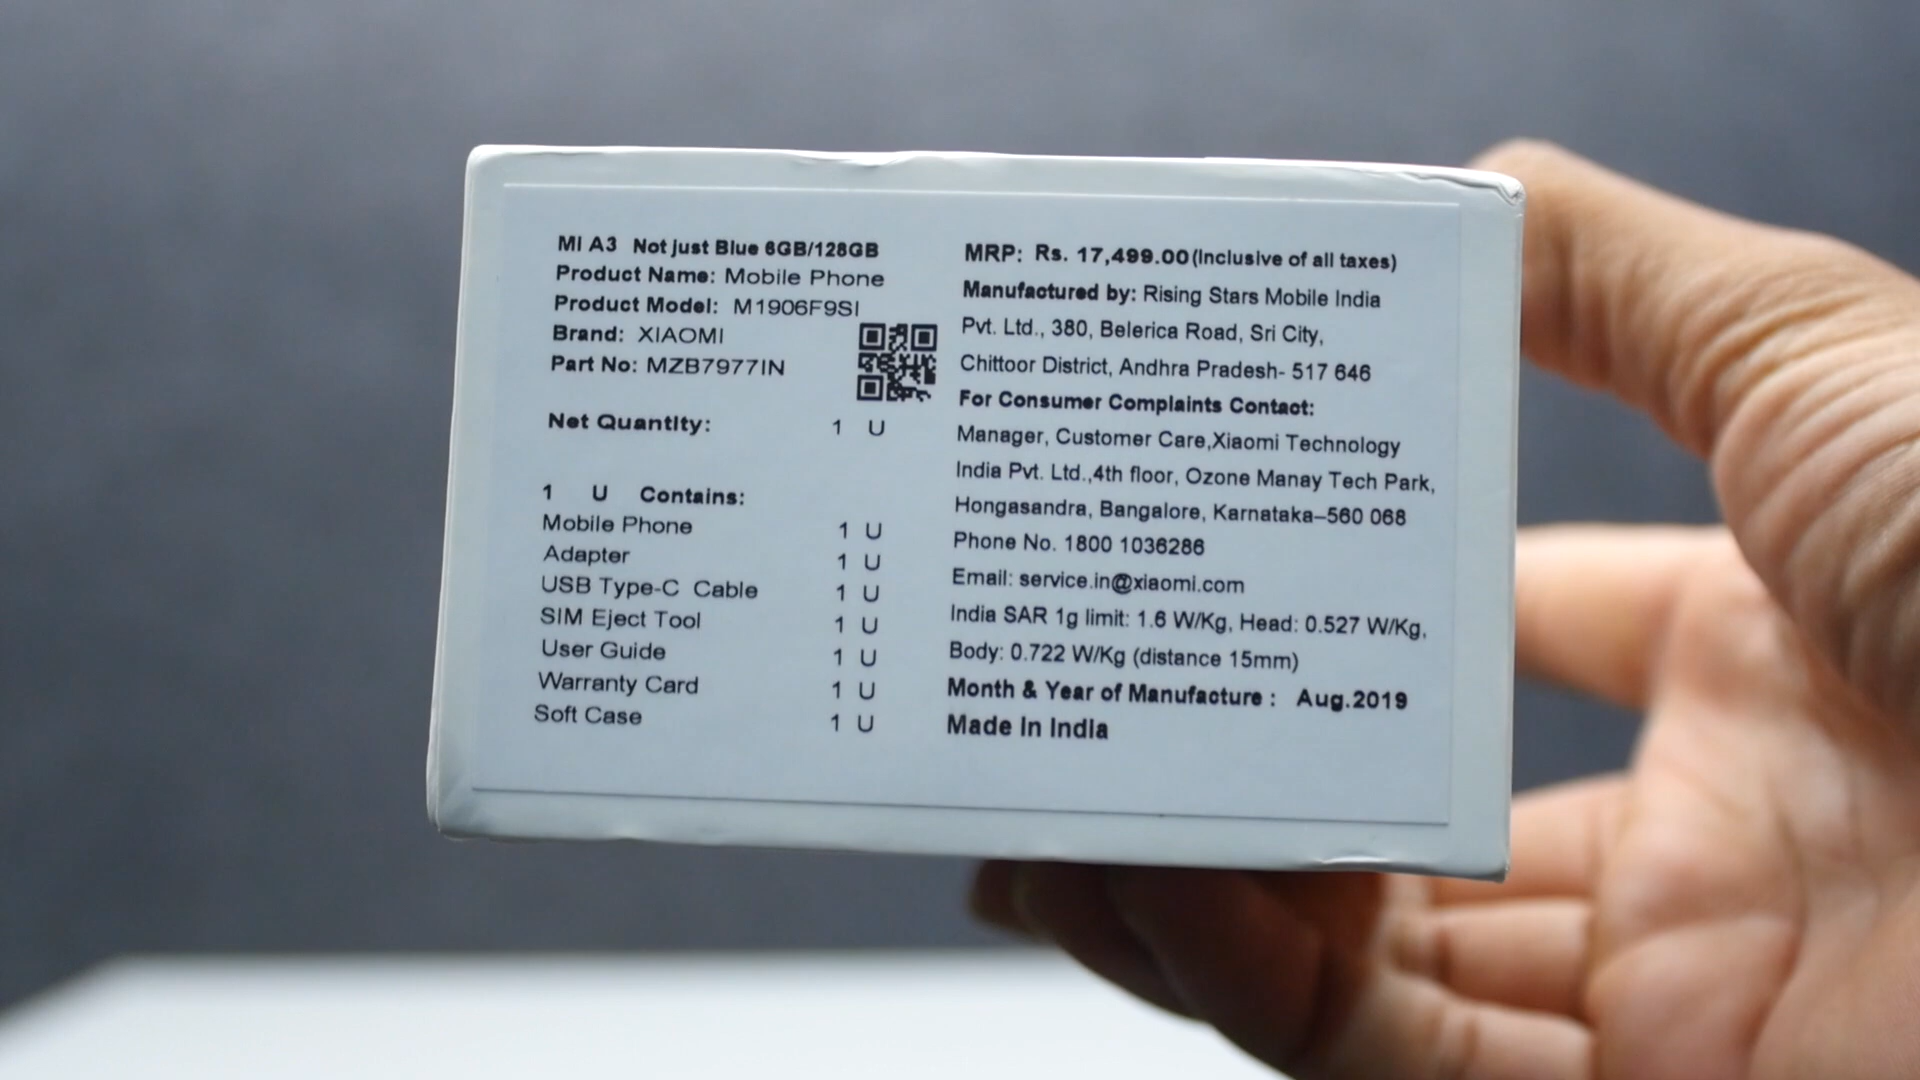 MI A3 Not just Blue 6GB/128GB
Product Name: Mobile Phone
Product Model: M1906F9SI
Brand: XIAOMI
Part No: MZB7977IN
Net Quantity: 1 U
1 U Contains:
Mobile Phone 1 U
Adapter 1 U
USB Type-C Cable 1 U
SIM Eject Tool 1 U
User Guide 1 U
Warranty Card 1 U
Soft Case 1 U
MRP: Rs. 17,499.00(Inclusive of all taxes)
Manufactured by: Rising Stars Mobile India
Pvt. Ltd., 380, Belerica Road, Sri City,
Chittoor District, Andhra Pradesh- 517 646
For Consumer Complaints Contact:
Manager, Customer Care,Xiaomi Technology
India Pvt. Ltd.,4th floor, Ozone Manay Tech Park,
Hongasandra, Bangalore, Karnataka–560 068
Phone No. 1800 1036286
Email: service.in@xiaomi.com
India SAR 1g limit: 1.6 W/Kg, Head: 0.527 W/Kg,
Body: 0.722 W/Kg (distance 15mm)
Month & Year of Manufacture : Aug.2019
Made In India